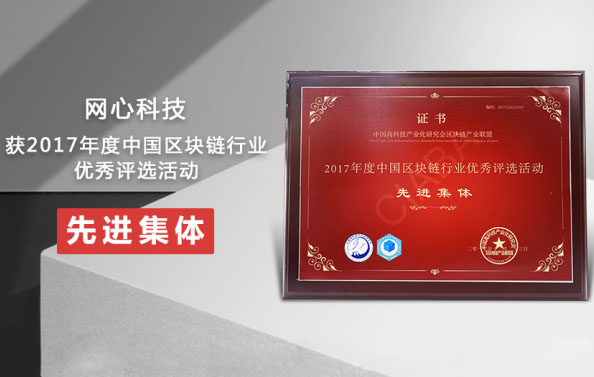 网心科技
获2017年度中国区块链行业
优秀评选活动
先进集体
证书
中国高科技产业化研究会区块链产业联盟
2017年度中国区块链行业优秀评选活动
先进集体